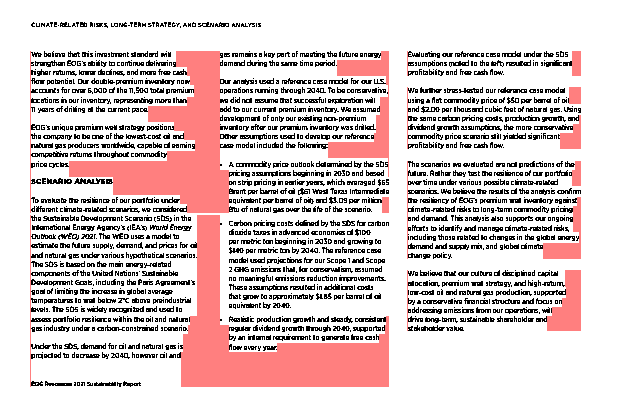 CLIMATE-RELATED RISKS, LONG-TERM STRATEGY, AND SCENARIO ANALYSIS
We believe that this investment standard will
strengthen EOG's ability to continue delivering
higher returns, lower declines, and more free cash
flow potential. Our double-premium inventory now
accounts for over 6,000 of the 11,500 total premium
locations in our inventory, representing more than
11 years of drilling at the current pace.
EOG's unique premium well strategy positions
the company to be one of the lowest-cost oil and
natural gas producers worldwide, capable of earning
competitive returns throughout commodity
price cycles.
SCENARIO ANALYSIS
To evaluate the resilience of our portfolio under
different climate-related scenarios, we considered
the Sustainable Development Scenario (SDS) in the
International Energy Agency's (IEA's) World Energy
Outlook (WEO) 2021. The WEO uses a model to
estimate the future supply, demand, and prices for oil
and natural gas under various hypothetical scenarios.
The SDS is based on the main energy-related
components of the United Nations' Sustainable
Development Goals, including the Paris Agreement's
goal of limiting the increase in global average
temperatures to well below 2°C above preindustrial
levels. The SDS is widely recognized and used to
assess portfolio resilience within the oil and natural
gas industry under a carbon-constrained scenario.
Under the SDS, demand for oil and natural gas is
projected to decrease by 2040, however oil and
gas remains a key part of meeting the future energy
demand during the same time period.
Our analysis used a reference case model for our U.S.
operations running through 2040. To be conservative,
we did not assume that successful exploration will
add to our current premium inventory. We assumed
development of only our existing non-premium
inventory after our premium inventory was drilled.
Other assumptions used to develop our reference
case model included the following:
• A commodity price outlook determined by the SDS
pricing assumptions beginning in 2030 and based
on strip pricing in earlier years, which averaged $65
Brent per barrel of oil ($61 West Texas Intermediate
equivalent per barrel of oil) and $3.09 per million
Btu of natural gas over the life of the scenario.
• Carbon pricing costs defined by the SDS for carbon
dioxide taxes in advanced economies of $100
per metric ton beginning in 2030 and growing to
$140 per metric ton by 2040. The reference case
model used projections for our Scope 1 and Scope
2 GHG emissions that, for conservatism, assumed
no meaningful emissions reduction improvements.
These assumptions resulted in additional costs
that grow to approximately $1.65 per barrel of oil
equivalent by 2040.
• Realistic production growth and steady, consistent
regular dividend growth through 2040, supported
by an internal requirement to generate free cash
flow every year.
Evaluating our reference case model under the SDS
assumptions (noted to the left) resulted in significant
profitability and free cash flow.
We further stress-tested our reference case model
using a flat commodity price of $50 per barrel of oil
and $2.00 per thousand cubic feet of natural gas. Using
the same carbon pricing costs, production growth, and
dividend growth assumptions, the more conservative
commodity price still yielded significant
profitability and free cash flow.
The scenarios we evaluated are not predictions of the
future. Rather they test the resilience of our portfolio
over time under various possible climate-related
scenarios. We believe the results of the analysis confirm
the resiliency of EOG's premium well inventory against
climate-related risks to long-term commodity pricing
and demand. This analysis also supports our ongoing
efforts to identify and manage climate-related risks,
including those related to changes in the global energy
demand and supply mix, and global climate
change policy.
We believe that our culture of disciplined capital
allocation, premium well strategy, and high-return,
low-cost oil and natural gas production, supported
by a conservative financial structure and focus on
addressing emissions from our operations, will
drive long-term, sustainable shareholder and
stakeholder value.
EOG Resources 2021 Sustainability Report